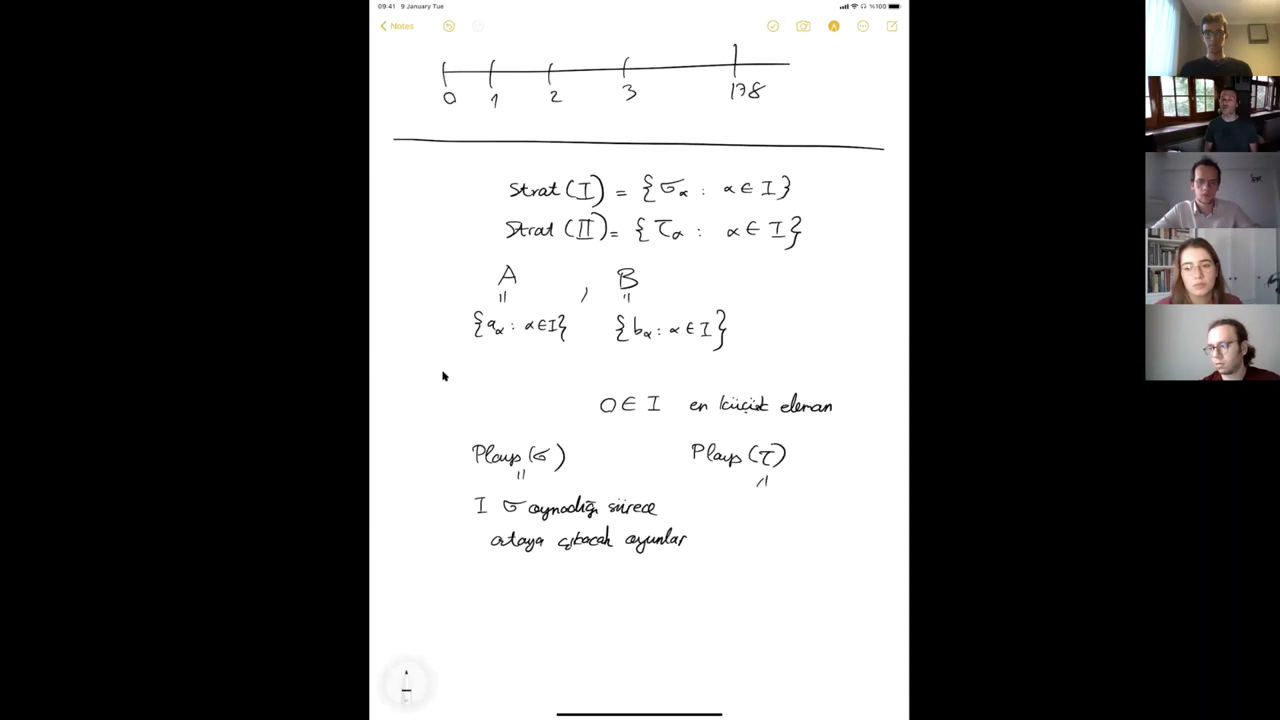 09:41 9 January Tue %100
Notes
0 1 2 3 178
Strat (I) = {σα : α ∈ I}
Strat (II) = {τα : α ∈ I}
A , B
= =
{aα : α∈I} {bα : α ∈ I}
0 ∈ I en küçük eleman
Plays (σ) Plays (τ)
= =
I σ oynadığı sürece
ortaya çıkacak oyunlar